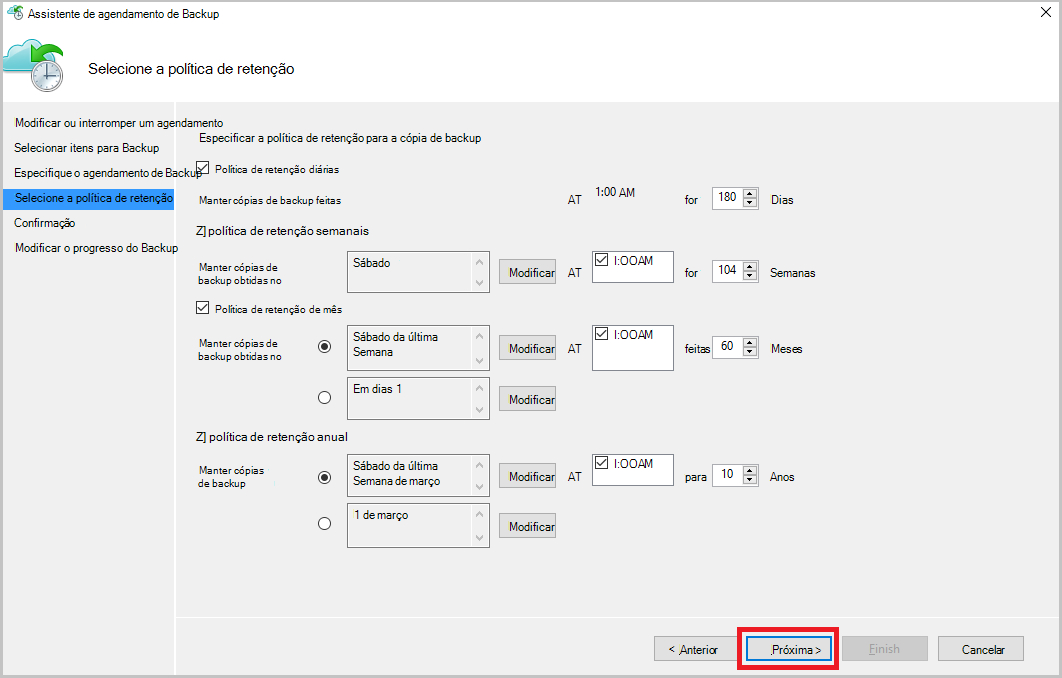 Assistente de agendamento de Backup
Selecione a política de retenção
Modificar ou interromper um agendamento
Selecionar itens para Backup
Especifique o agendamento de Backup
Selecione a política de retenção
Confirmação
Modificar o progresso do Backup
Especificar a política de retenção para a cópia de backup
Política de retenção diárias
Manter cópias de backup feitas AT 1:00 AM for 180 Dias
Z] política de retenção semanais
Manter cópias de
backup obtidas no
Sábado
Modificar AT I:OOAM for 104 Semanas
Política de retenção de mês
Manter cópias de
backup obtidas no
Sábado da última
Semana
Modificar AT I:OOAM feitas 60 Meses
Em dias 1
Modificar
Z] política de retenção anual
Manter cópias
de backup
Sábado da última
Semana de março
Modificar AT I:OOAM para 10 Anos
1 de março
Modificar
< Anterior Próxima > Finish Cancelar